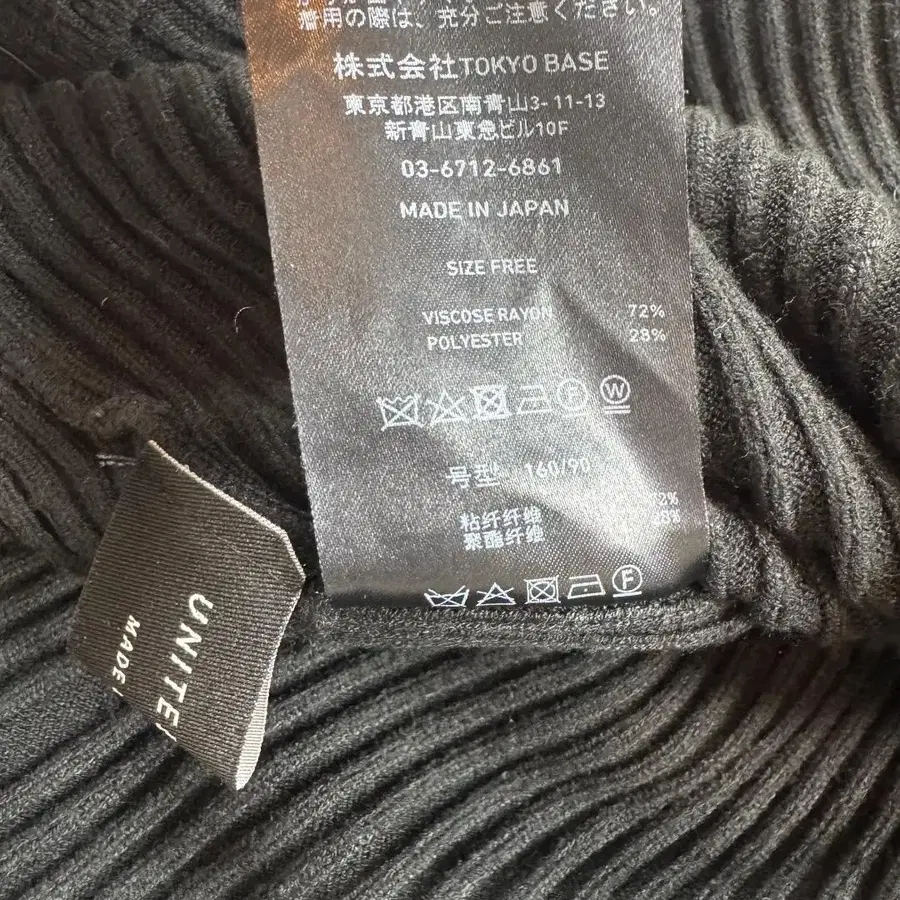 着用の際は、充分ご注意ください。
株式会社TOKYO BASE
東京都港区南青山3-11-13
新青山東急ビル10F
03-6712-6861
MADE IN JAPAN
SIZE FREE
VISCOSE RAYON 72%
POLYESTER 28%
W
号型 160/90
粘纤纤维 72%
聚酯纤维 28%
F
UNITE
MADE I